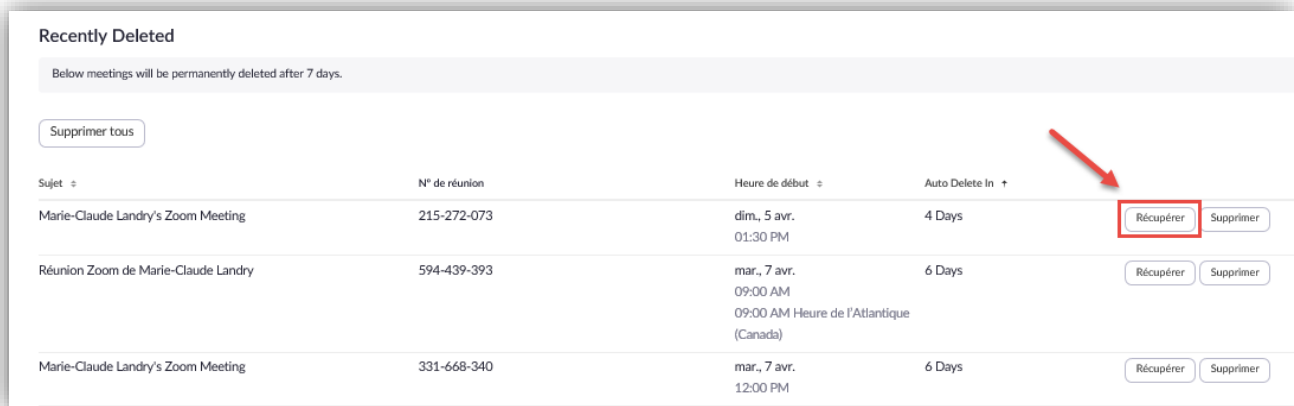 Recently Deleted
Below meetings will be permanently deleted after 7 days.
Supprimer tous
Sujet N° de réunion Heure de début Auto Delete In
Marie-Claude Landry's Zoom Meeting 215-272-073 dim., 5 avr. 4 Days Récupérer Supprimer
01:30 PM
Réunion Zoom de Marie-Claude Landry 594-439-393 mar., 7 avr. 6 Days Récupérer Supprimer
09:00 AM
09:00 AM Heure de l'Atlantique
(Canada)
Marie-Claude Landry's Zoom Meeting 331-668-340 mar., 7 avr. 6 Days Récupérer Supprimer
12:00 PM